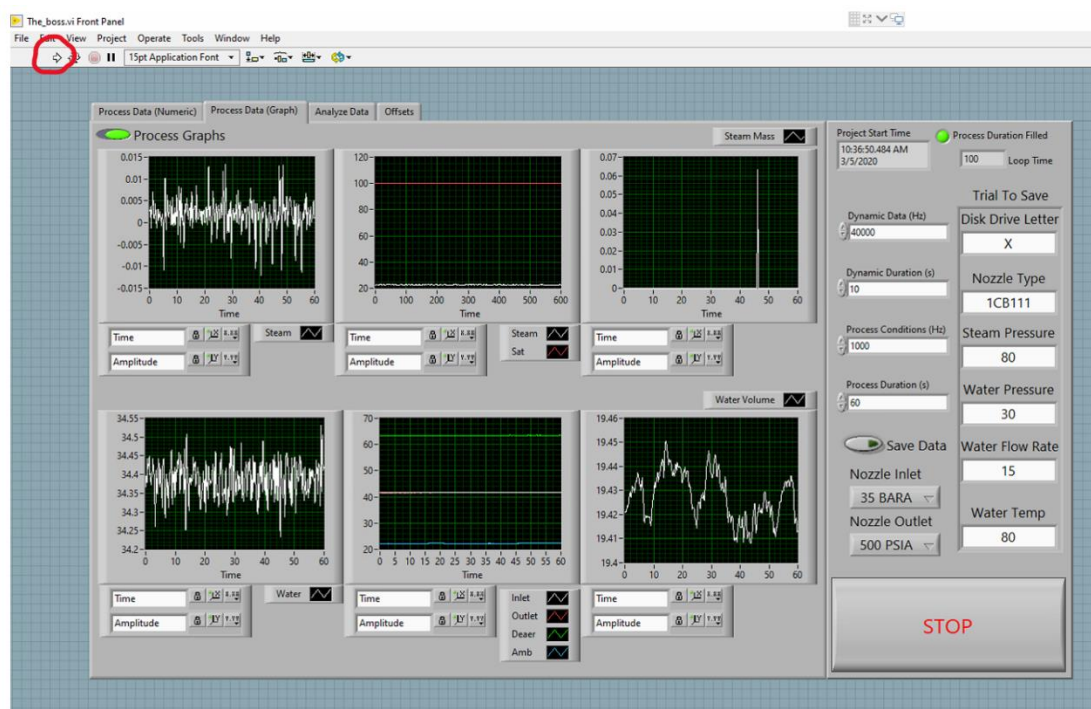 The_boss.vi Front Panel
File Edit View Project Operate Tools Window Help
15pt Application Font
Process Data (Numeric) Process Data (Graph) Analyze Data Offsets
Process Graphs
Steam Mass
0.015
0.01
0.005
0
-0.005
-0.01
-0.015
0 10 20 30 40 50 60
Time
Time
Amplitude
Steam
120
100
80
60
40
20
0 100 200 300 400 500 600
Time
Time
Amplitude
Steam
Sat
0.07
0.06
0.05
0.04
0.03
0.02
0.01
0
0 10 20 30 40 50 60
Time
Time
Amplitude
34.55
34.5
34.45
34.4
34.35
34.3
34.25
34.2
0 10 20 30 40 50 60
Time
Time
Amplitude
Water
70
60
50
40
30
20
0 5 10 15 20 25 30 35 40 45 50 55 60
Time
Time
Amplitude
Inlet
Outlet
Deaer
Amb
Water Volume
19.46
19.45
19.44
19.43
19.42
19.41
19.4
0 10 20 30 40 50 60
Time
Time
Amplitude
Project Start Time
10:36:50.484 AM
3/5/2020
Process Duration Filled
100 Loop Time
Dynamic Data (Hz)
40000
Dynamic Duration (s)
10
Process Conditions (Hz)
1000
Process Duration (s)
60
Save Data
Nozzle Inlet
35 BARA
Nozzle Outlet
500 PSIA
Trial To Save
Disk Drive Letter
X
Nozzle Type
1CB111
Steam Pressure
80
Water Pressure
30
Water Flow Rate
15
Water Temp
80
STOP